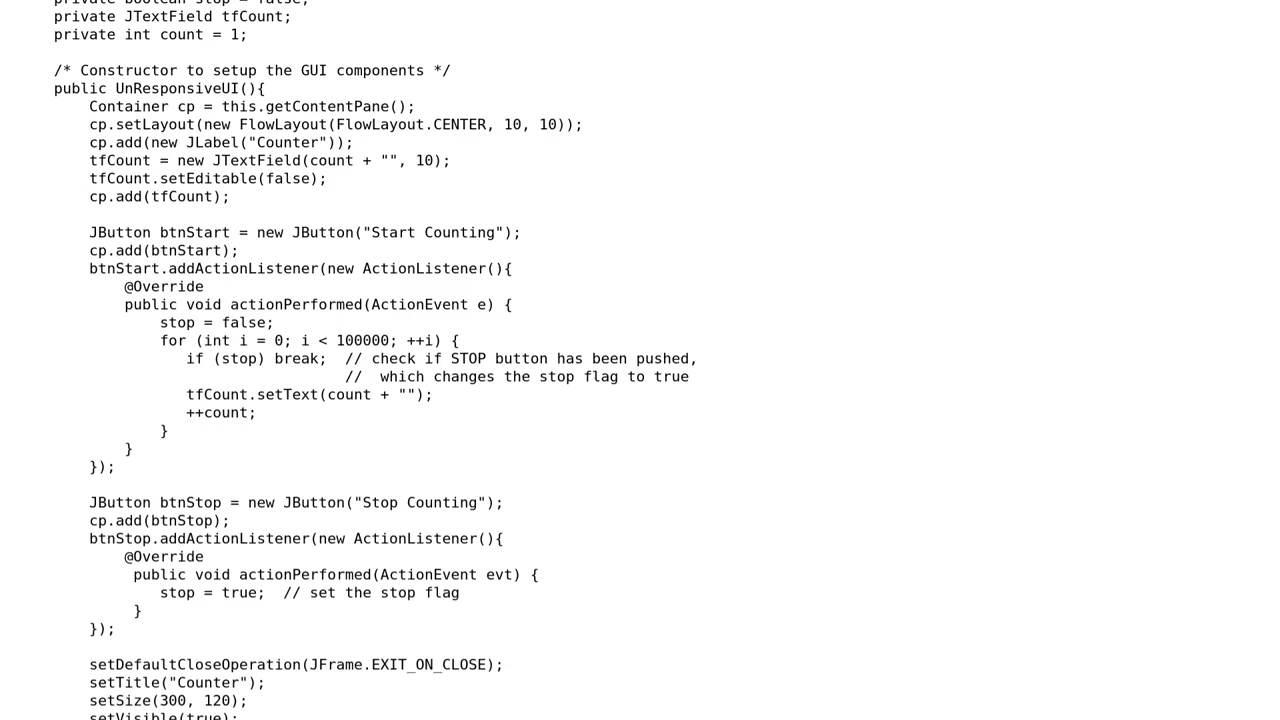 private boolean stop = false;
private JTextField tfCount;
private int count = 1;
/* Constructor to setup the GUI components */
public UnResponsiveUI(){
Container cp = this.getContentPane();
cp.setLayout(new FlowLayout(FlowLayout.CENTER, 10, 10));
cp.add(new JLabel("Counter"));
tfCount = new JTextField(count + "", 10);
tfCount.setEditable(false);
cp.add(tfCount);
JButton btnStart = new JButton("Start Counting");
cp.add(btnStart);
btnStart.addActionListener(new ActionListener(){
@Override
public void actionPerformed(ActionEvent e) {
stop = false;
for (int i = 0; i < 100000; ++i) {
if (stop) break;  // check if STOP button has been pushed,
//  which changes the stop flag to true
tfCount.setText(count + "");
++count;
}
}
});
JButton btnStop = new JButton("Stop Counting");
cp.add(btnStop);
btnStop.addActionListener(new ActionListener(){
@Override
public void actionPerformed(ActionEvent evt) {
stop = true;  // set the stop flag
}
});
setDefaultCloseOperation(JFrame.EXIT_ON_CLOSE);
setTitle("Counter");
setSize(300, 120);
setVisible(true);